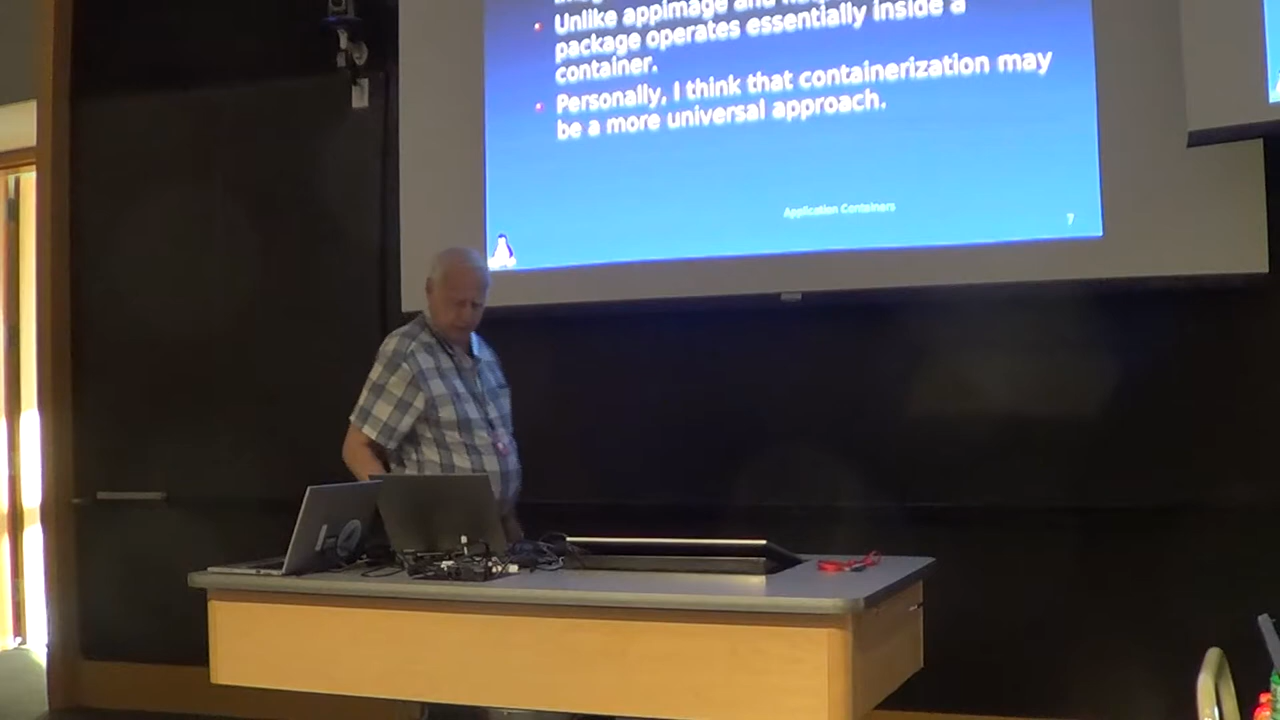 Unlike appimage and
package operates essentially inside a
container.
Personally, I think that containerization may
be a more universal approach.
Application Containers
7